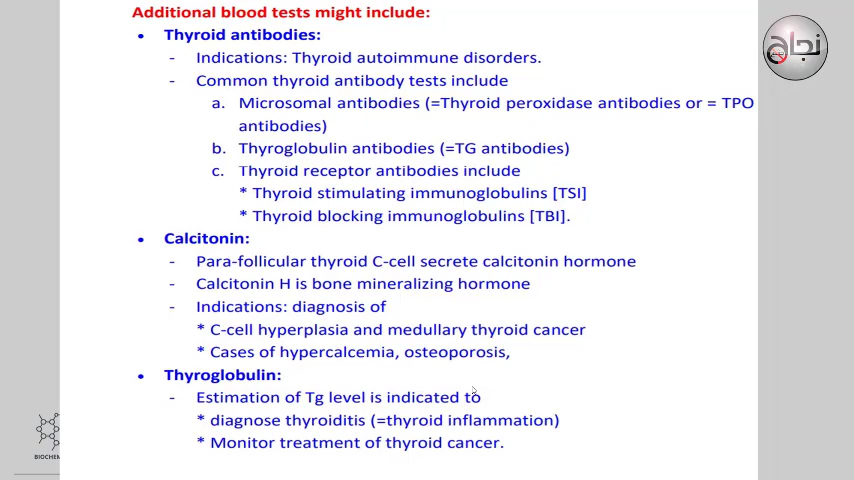 Additional blood tests might include:
• Thyroid antibodies:
- Indications: Thyroid autoimmune disorders.
- Common thyroid antibody tests include
a. Microsomal antibodies (=Thyroid peroxidase antibodies or = TPO
antibodies)
b. Thyroglobulin antibodies (=TG antibodies)
c. Thyroid receptor antibodies include
* Thyroid stimulating immunoglobulins [TSI]
* Thyroid blocking immunoglobulins [TBI].
• Calcitonin:
- Para-follicular thyroid C-cell secrete calcitonin hormone
- Calcitonin H is bone mineralizing hormone
- Indications: diagnosis of
* C-cell hyperplasia and medullary thyroid cancer
* Cases of hypercalcemia, osteoporosis,
• Thyroglobulin:
- Estimation of Tg level is indicated to
* diagnose thyroiditis (=thyroid inflammation)
* Monitor treatment of thyroid cancer.
BIOCHEM